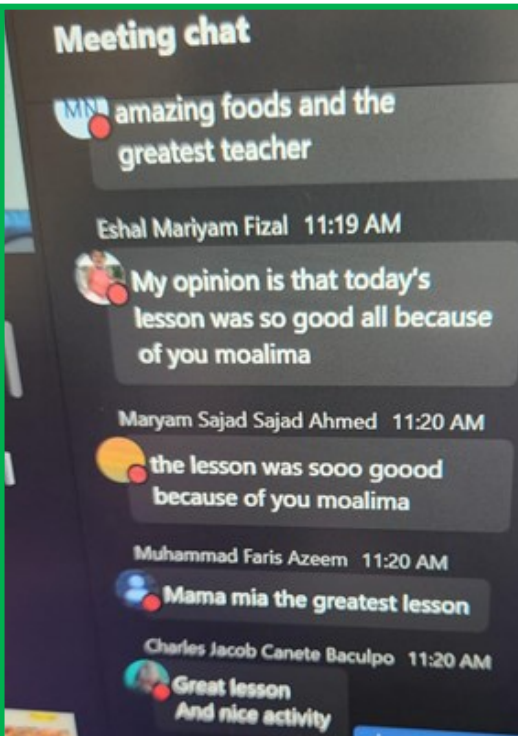 Meeting chat
MN
amazing foods and the
greatest teacher
Eshal Mariyam Fizal 11:19 AM
My opinion is that today's
lesson was so good all because
of you moalima
Maryam Sajad Sajad Ahmed 11:20 AM
the lesson was sooo goood
because of you moalima
Muhammad Faris Azeem 11:20 AM
Mama mia the greatest lesson
Charles Jacob Canete Baculpo 11:20 AM
Great lesson
And nice activity